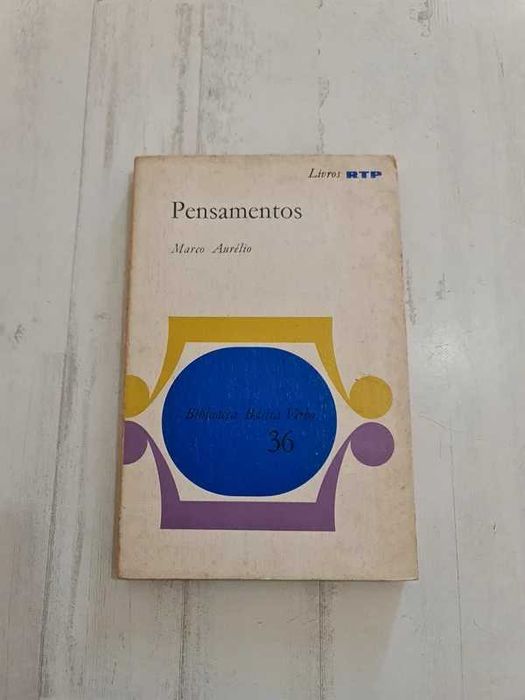 Livros RTP
Pensamentos
Marco Aurélio
Biblioteca Básica Verbo
36